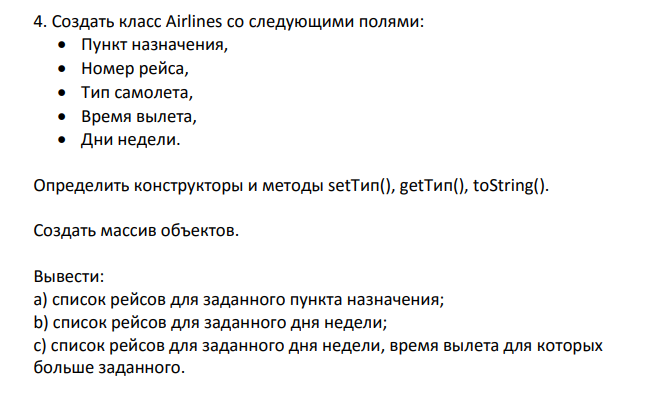 4. Создать класс Airlines со следующими полями:
• Пункт назначения,
• Номер рейса,
• Тип самолета,
• Время вылета,
• Дни недели.
Определить конструкторы и методы setТип(), getТип(), toString().
Создать массив объектов.
Вывести:
a) список рейсов для заданного пункта назначения;
b) список рейсов для заданного дня недели;
c) список рейсов для заданного дня недели, время вылета для которых
больше заданного.